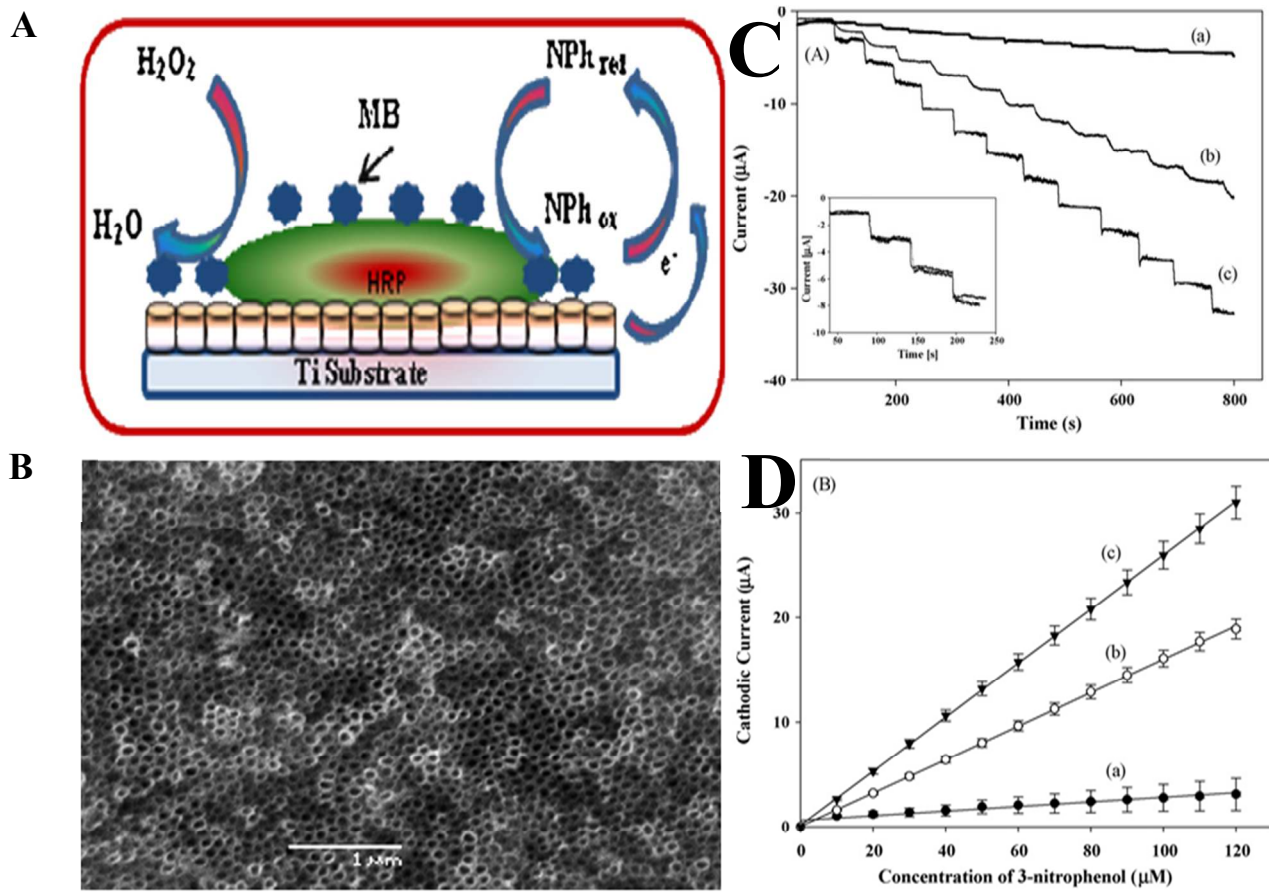 A
H₂O₂
NPh red
MB
H₂O
NPh ox
e⁻
HRP
Ti Substrate
B
1 μm
C
(A)
0
-10
-20
-30
-40
Current (μA)
200
400
600
800
Time (s)
(a)
(b)
(c)
0
-2
-4
-6
-8
-10
Current [μA]
50
100
150
200
250
Time [s]
D
(B)
30
20
10
0
Cathodic Current (μA)
0
20
40
60
80
100
120
Concentration of 3-nitrophenol (μM)
(c)
(b)
(a)